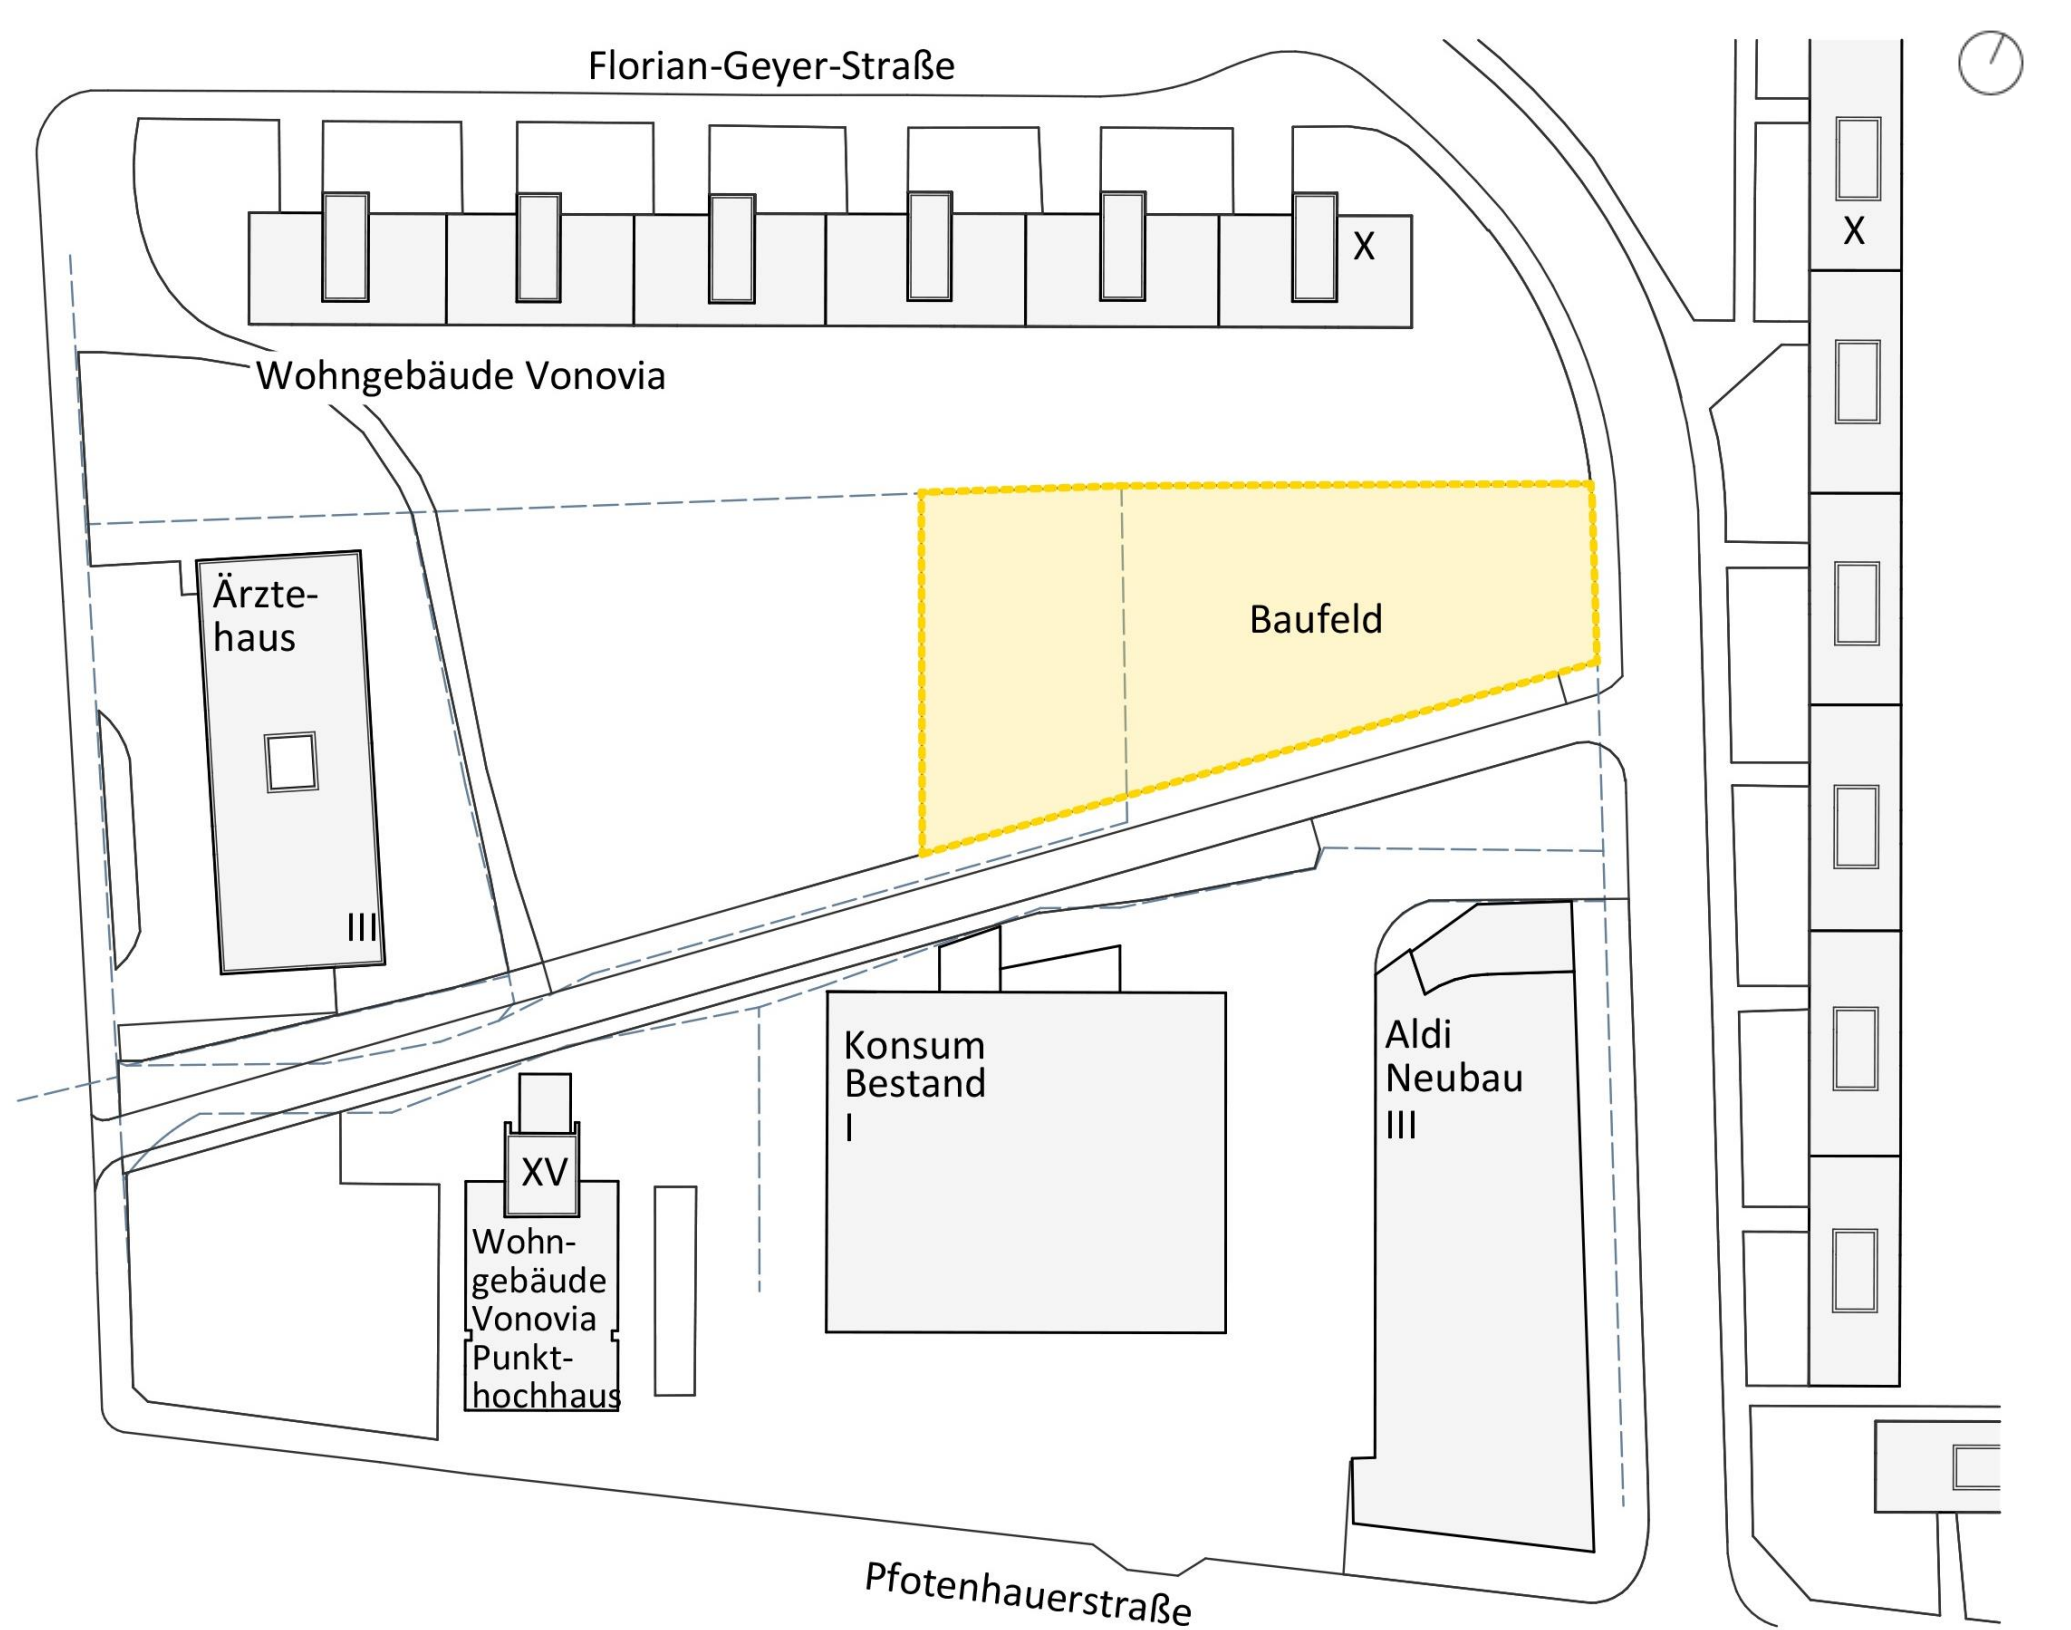 Florian-Geyer-Straße
X
X
Wohngebäude Vonovia
Ärzte-
haus
III
Baufeld
Konsum
Bestand
I
Aldi
Neubau
III
XV
Wohn-
gebäude
Vonovia
Punkt-
hochhaus
Pfotenhauerstraße